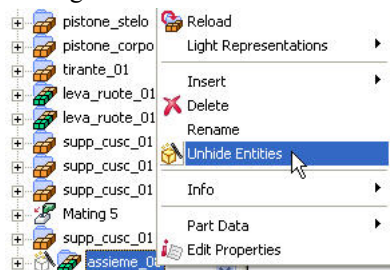 pistone_stelo
pistone_corpo
tirante_01
leva_ruote_01
leva_ruote_01
supp_cusc_01
supp_cusc_01
supp_cusc_01
Mating 5
supp_cusc_01
assieme_0
Reload
Light Representations
Insert
Delete
Rename
Unhide Entities
Info
Part Data
Edit Properties